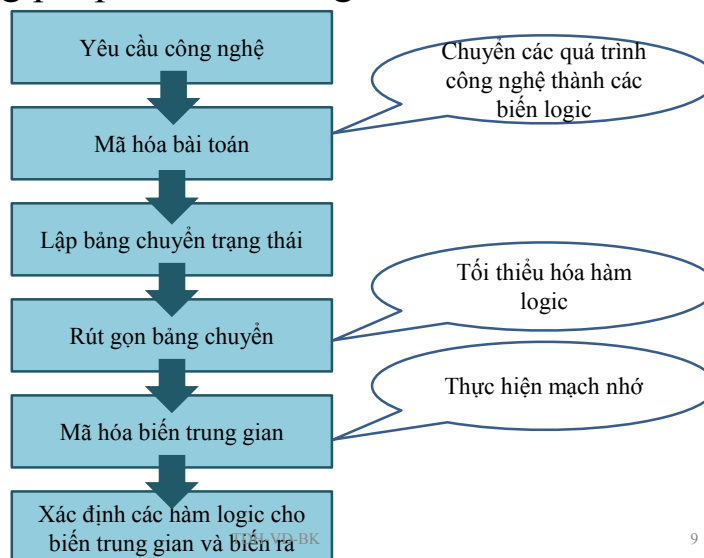 Yêu cầu công nghệ
Chuyển các quá trình
công nghệ thành các
biến logic
Mã hóa bài toán
Lập bảng chuyển trạng thái
Tối thiểu hóa hàm
logic
Rút gọn bảng chuyển
Thực hiện mạch nhớ
Mã hóa biến trung gian
Xác định các hàm logic cho
biến trung gian và biến ra
VD-BK
9